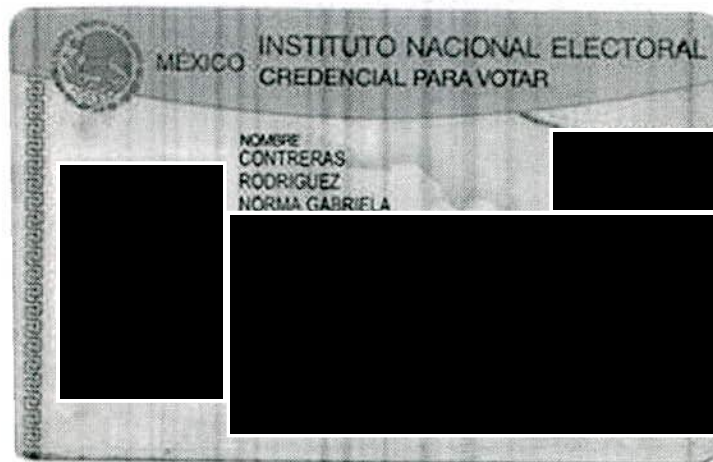 MÉXICO
INSTITUTO NACIONAL ELECTORAL
CREDENCIAL PARA VOTAR
NOMBRE
CONTRERAS
RODRIGUEZ
NORMA GABRIELA